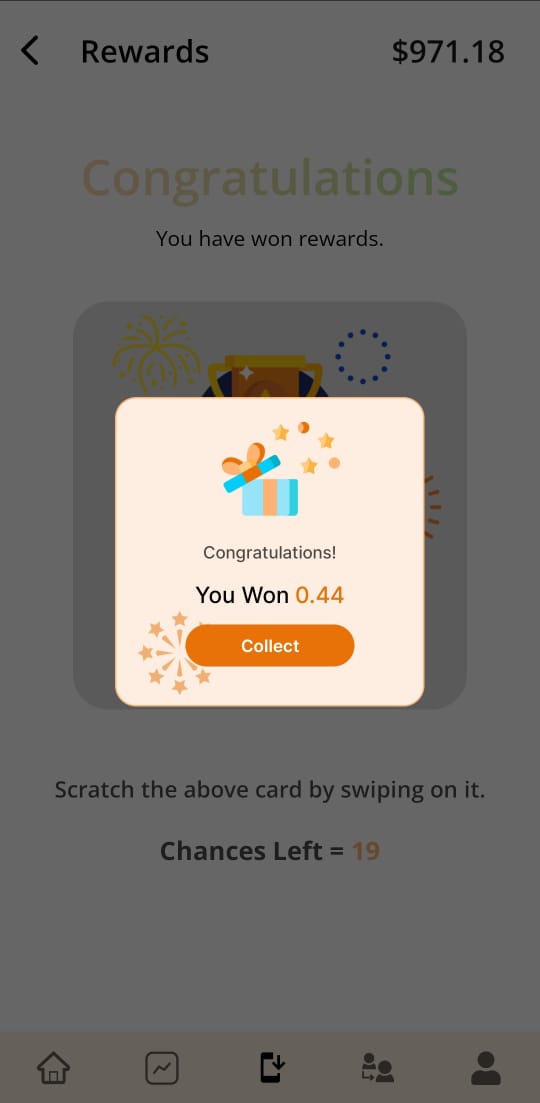 Rewards $971.18
Congratulations
You have won rewards.
Congratulations!
You Won 0.44
Collect
Scratch the above card by swiping on it.
Chances Left = 19